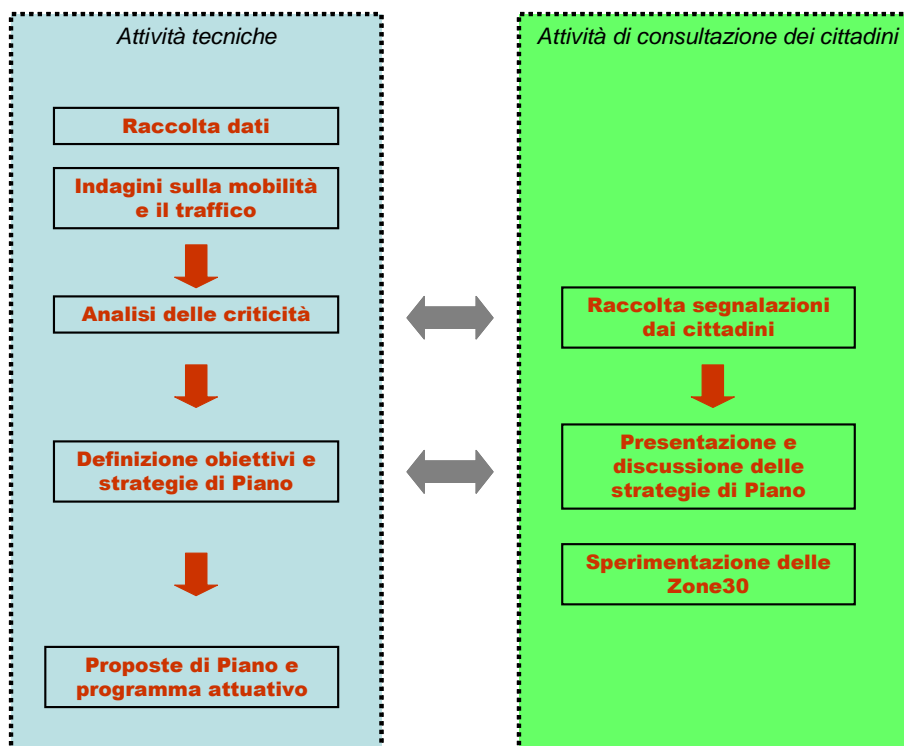 Attività tecniche
Raccolta dati
Indagini sulla mobilità
e il traffico
Analisi delle criticità
Definizione obiettivi e
strategie di Piano
Proposte di Piano e
programma attuativo
Attività di consultazione dei cittadini
Raccolta segnalazioni
dai cittadini
Presentazione e
discussione delle
strategie di Piano
Sperimentazione delle
Zone30